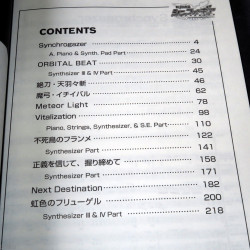 CONTENTS
Synchrogazer 4
A. Piano & Synth. Pad Part 24
ORBITAL BEAT 30
Synthesizer III & IV Part 45
絶刀・天羽々斬 46
魔弓・イチイバル 62
Meteor Light 78
Vitalization 98
Piano, Strings, Synthesizer, & S.E. Part 110
不死鳥のフランメ 122
Synthesizer Part 141
正義を信じて、握り締めて 158
Synthesizer Part 171
Next Destination 182
虹色のフリューゲル 200
Synthesizer III & IV Part 218